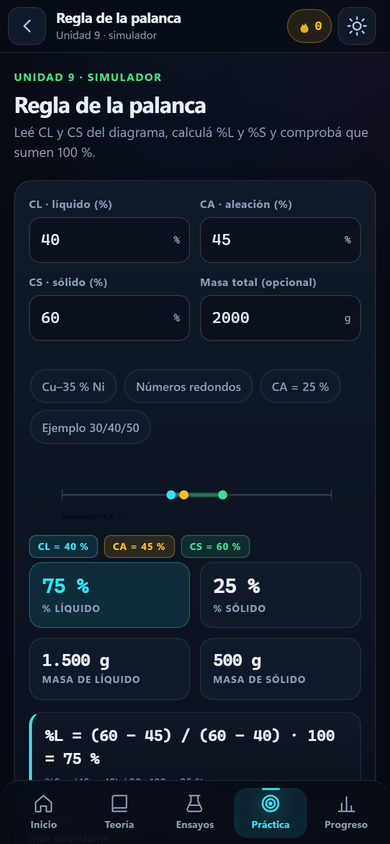 Regla de la palanca
Unidad 9 · simulador
0
UNIDAD 9 · SIMULADOR
Regla de la palanca
Leé CL y CS del diagrama, calculá %L y %S y comprobá que
sumen 100 %.
CL · líquido (%)
CA · aleación (%)
40 %
45 %
CS · sólido (%)
Masa total (opcional)
60 %
2000 g
Cu–35 % Ni
Números redondos
CA = 25 %
Ejemplo 30/40/50
CL = 40 %
CA = 45 %
CS = 60 %
75 %
% LÍQUIDO
25 %
% SÓLIDO
1.500 g
MASA DE LÍQUIDO
500 g
MASA DE SÓLIDO
%L = (60 − 45) / (60 − 40) · 100
= 75 %
Inicio
Teoría
Ensayos
Práctica
Progreso